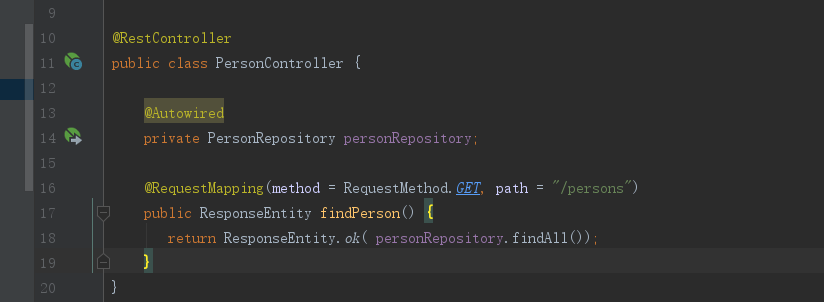 9
10 @RestController
11 public class PersonController {
12
13 @Autowired
14 private PersonRepository personRepository;
15
16 @RequestMapping(method = RequestMethod.GET, path = "/persons")
17 public ResponseEntity findPerson() {
18 return ResponseEntity.ok( personRepository.findAll());
19 }
20 }